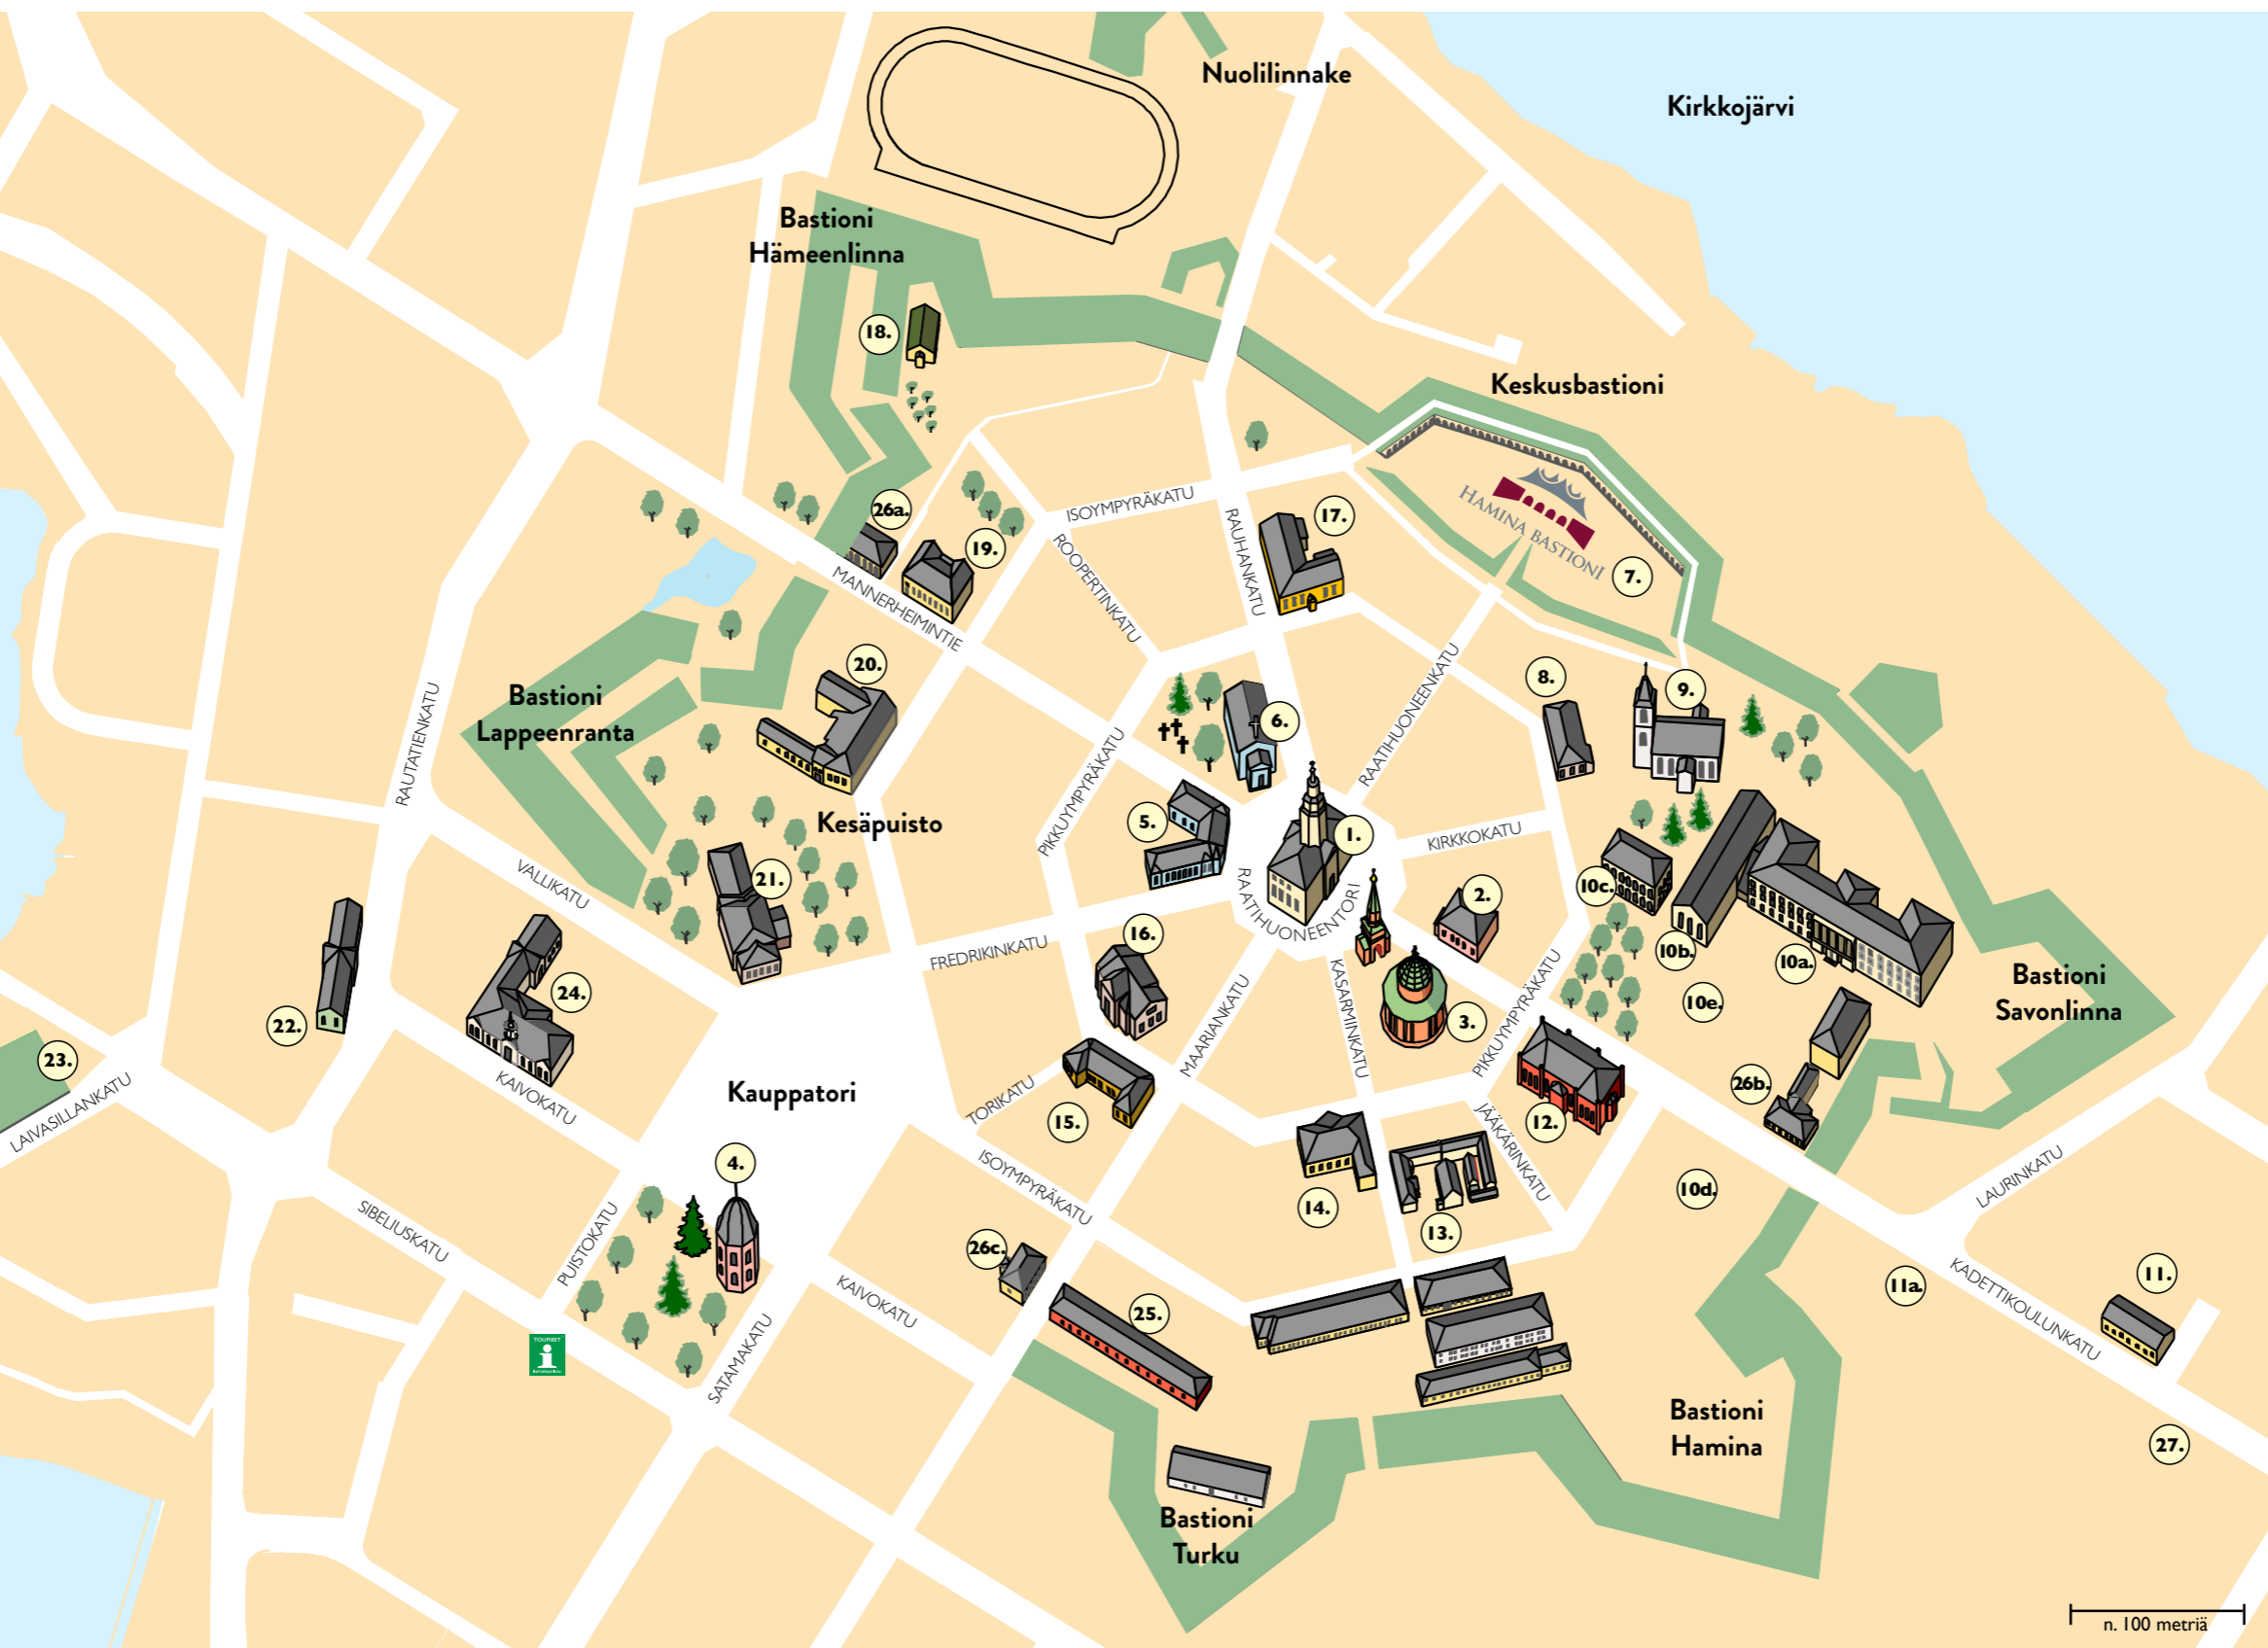 Nuolilinnake
Kirkkojärvi
Bastioni
Hämeenlinna
18.
Keskusbastioni
HAMINA BASTIONI
7.
26a.
19.
ISOYMPYRÄKATU
17.
RAUHANKATU
ROOPERTINKATU
MANNERHEIMINTIE
20.
Bastioni
Lappeenranta
RAUTATIENKATU
6.
RAATIHUONEENKATU
8.
9.
PIKKUYMPYRÄKATU
5.
1.
KIRKKOKATU
Kesäpuisto
VALLIKATU
21.
RAATIHUONEENTORI
2.
10c.
10b.
10a.
10e.
Bastioni
Savonlinna
FREDRIKINKATU
16.
MAARIANKATU
KASARMINKATU
3.
PIKKUYMPYRÄKATU
22.
24.
23.
LAIVASILLANKATU
KAIVOKATU
Kauppatori
TORIKATU
15.
12.
26b.
JÄÄKÄRINKATU
4.
ISOYMPYRÄKATU
14.
13.
10d.
LAURINKATU
SIBELIUSKATU
PUISTOKATU
26c.
KAIVOKATU
25.
11a.
11.
KADETTIKOULUNKATU
TOURIST
i
INFORMATION
SATAMAKATU
Bastioni
Hamina
27.
Bastioni
Turku
n. 100 metriä